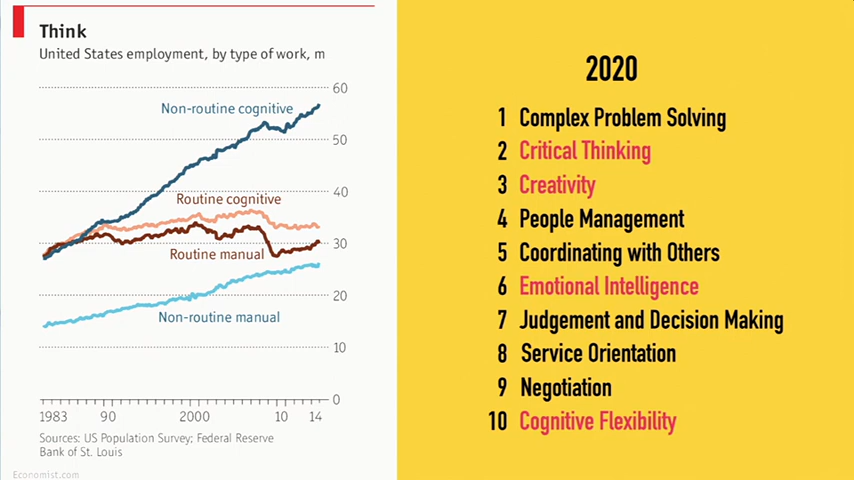 Think
United States employment, by type of work, m
60
Non-routine cognitive
50
40
Routine cognitive
30
Routine manual
20
Non-routine manual
10
0
1983 90 2000 10 14
Sources: US Population Survey; Federal Reserve
Bank of St. Louis
Economist.com
2020
1 Complex Problem Solving
2 Critical Thinking
3 Creativity
4 People Management
5 Coordinating with Others
6 Emotional Intelligence
7 Judgement and Decision Making
8 Service Orientation
9 Negotiation
10 Cognitive Flexibility